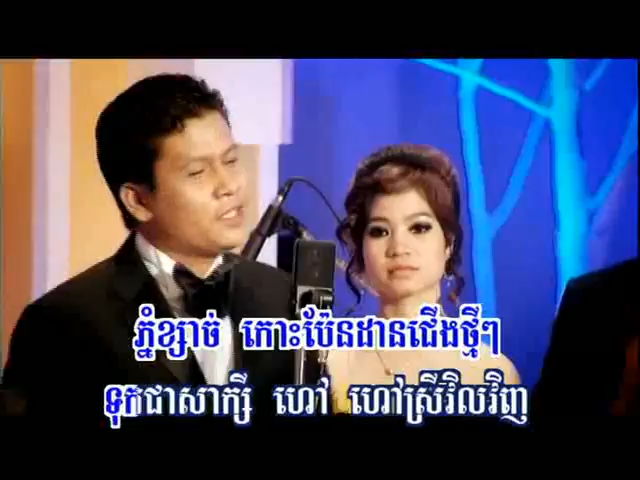 ភ្នំខ្សាច់ កោះប៉ែនដានជើងថ្មីៗ
ទុកជាសាក្សី ហៅ ហៅស្រីវិលវិញ